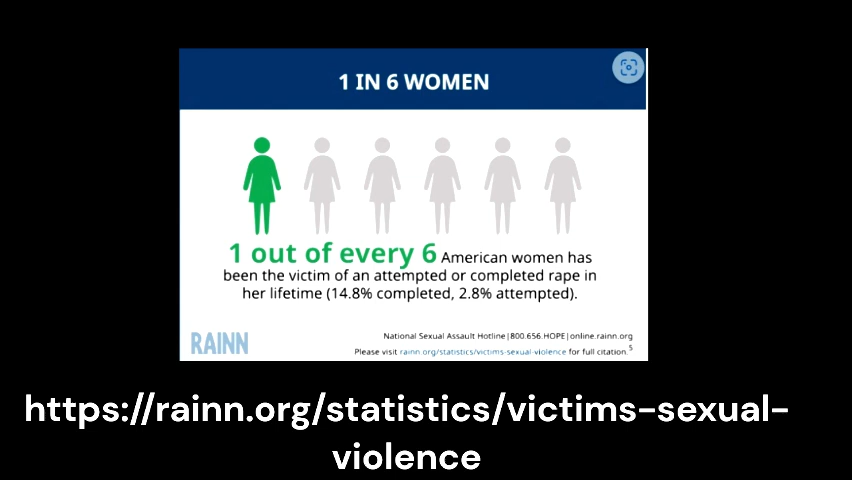 1 IN 6 WOMEN
1 out of every 6 American women has
been the victim of an attempted or completed rape in
her lifetime (14.8% completed, 2.8% attempted).
National Sexual Assault Hotline|800.656.HOPE|online.rainn.org
RAINN
Please visit rainn.org/statistics/victims-sexual-violence for full citation.5
https://rainn.org/statistics/victims-sexual-
violence